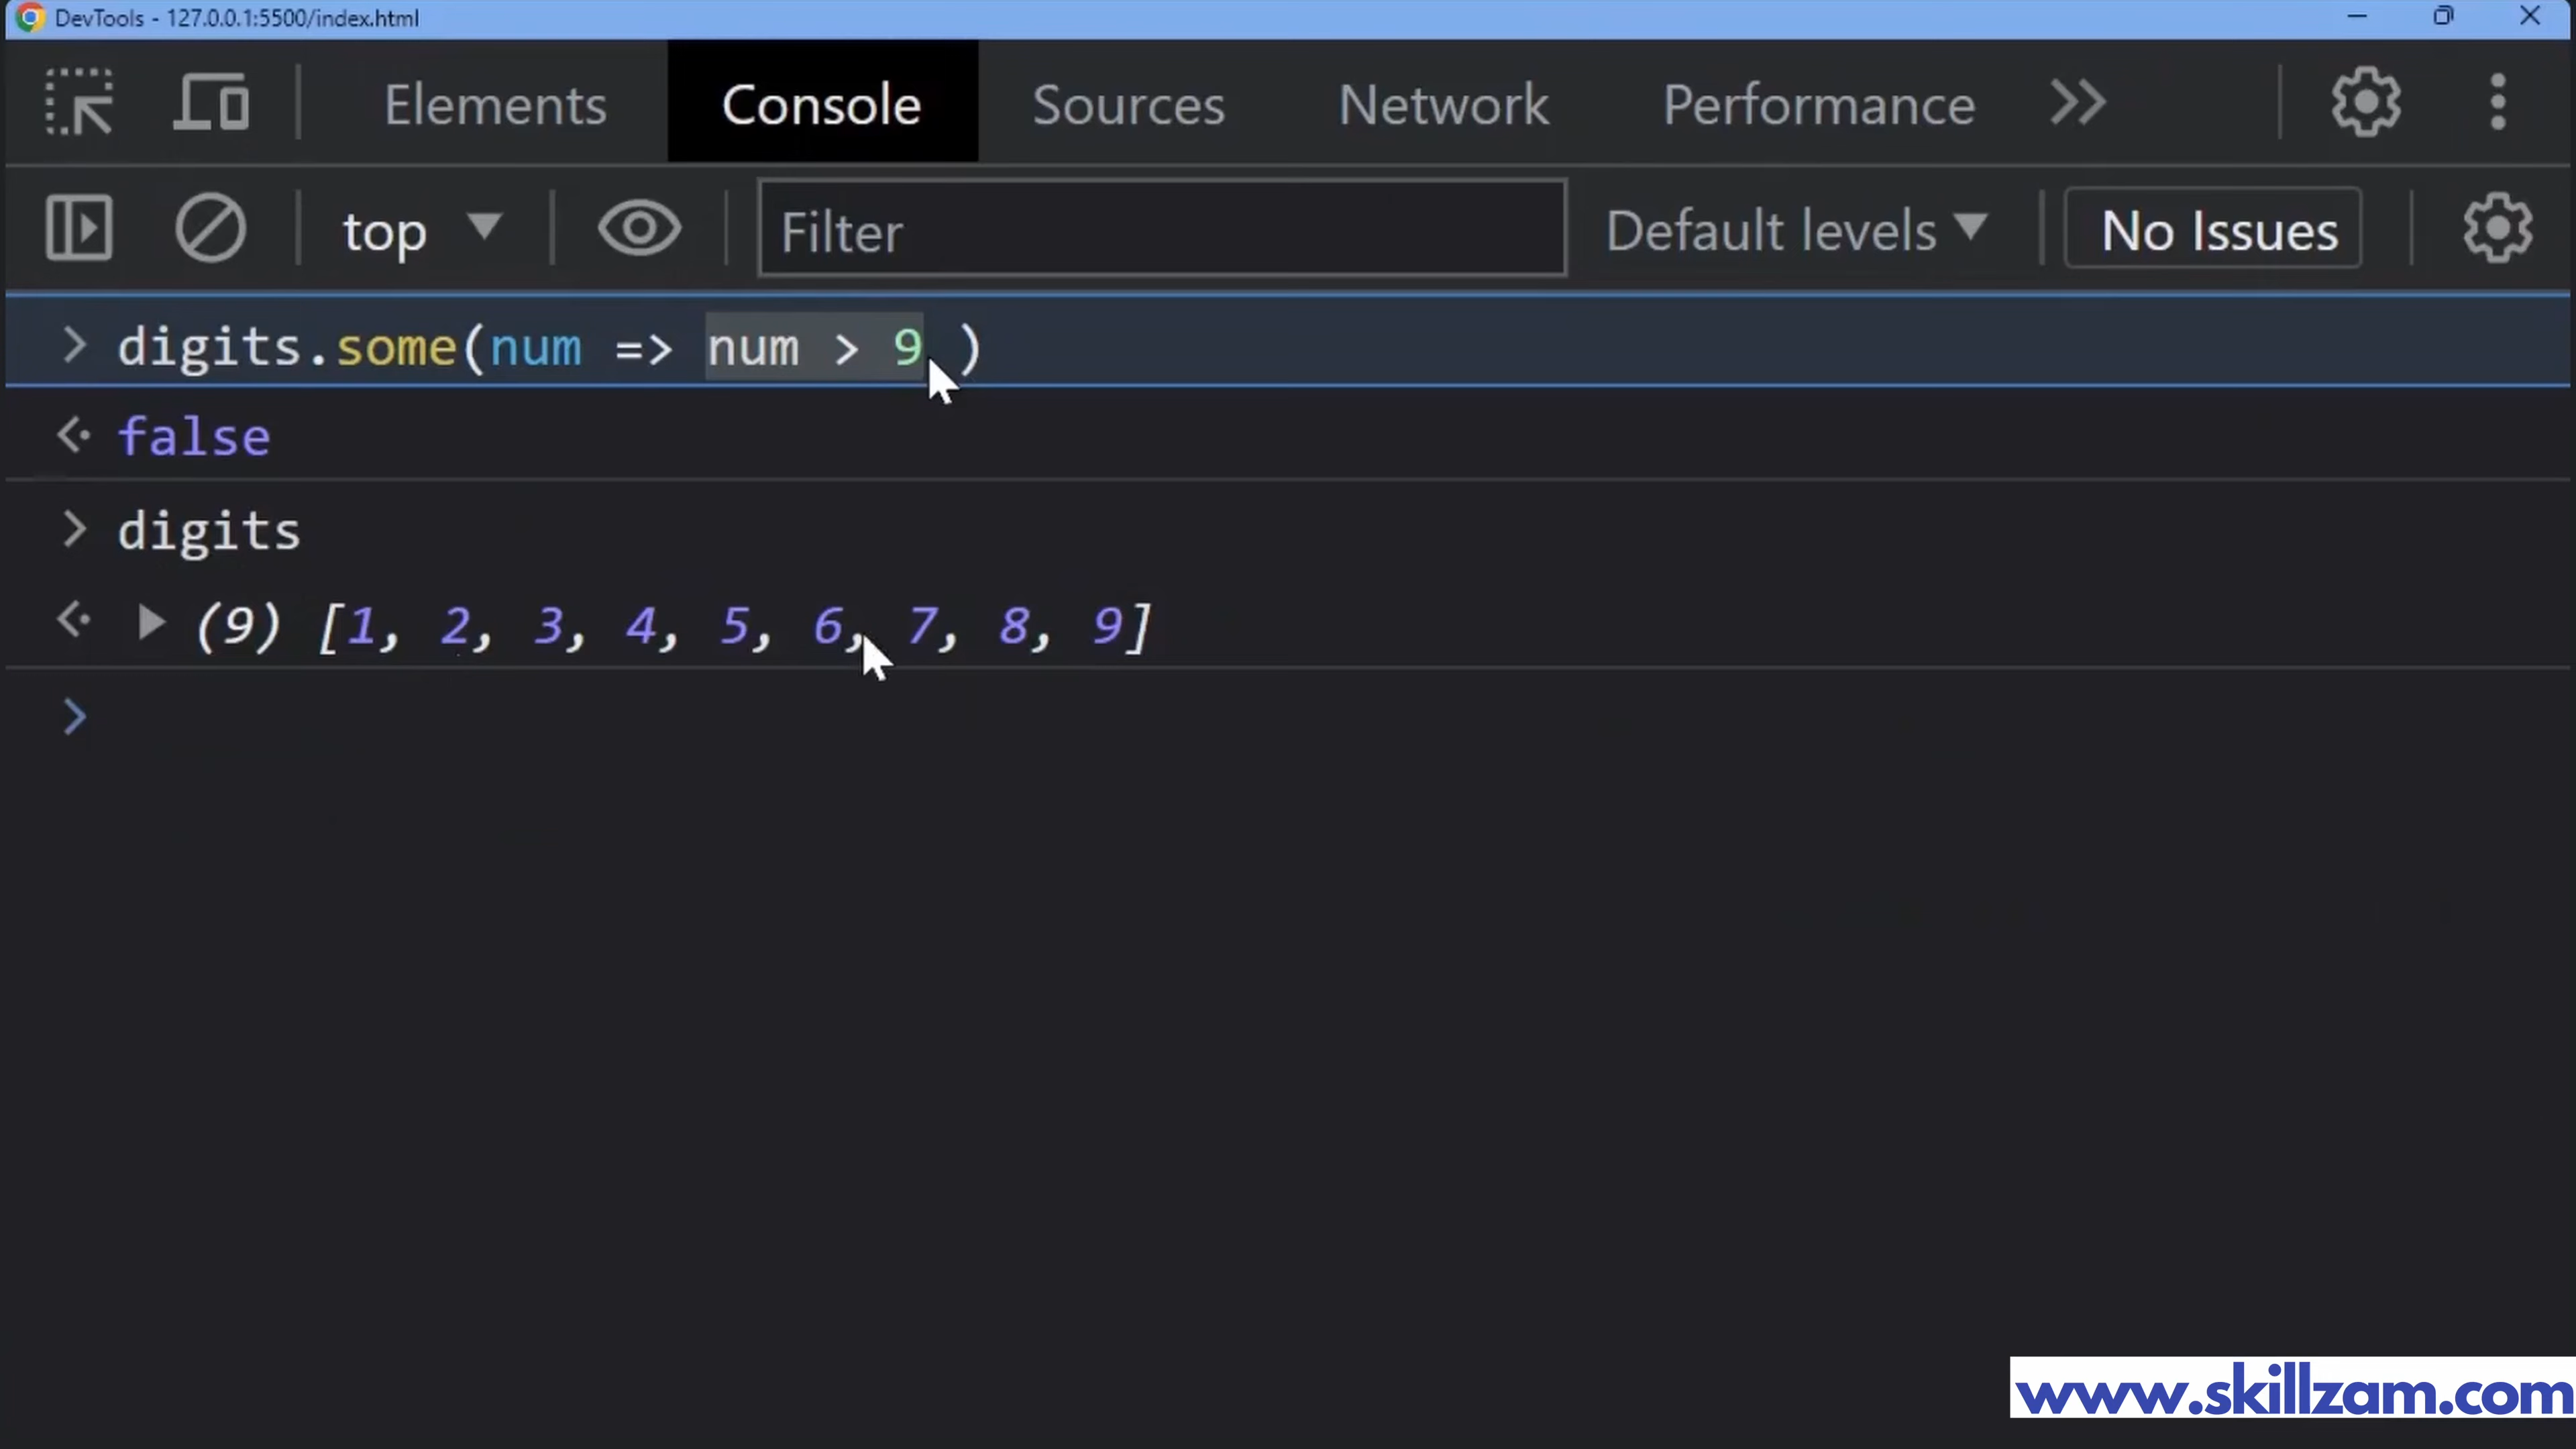 DevTools - 127.0.0.1:5500/index.html
Elements Console Sources Network Performance
top Filter Default levels No Issues
> digits.some(num => num > 9 )
false
> digits
(9) [1, 2, 3, 4, 5, 6, 7, 8, 9]
>
www.skillzam.com